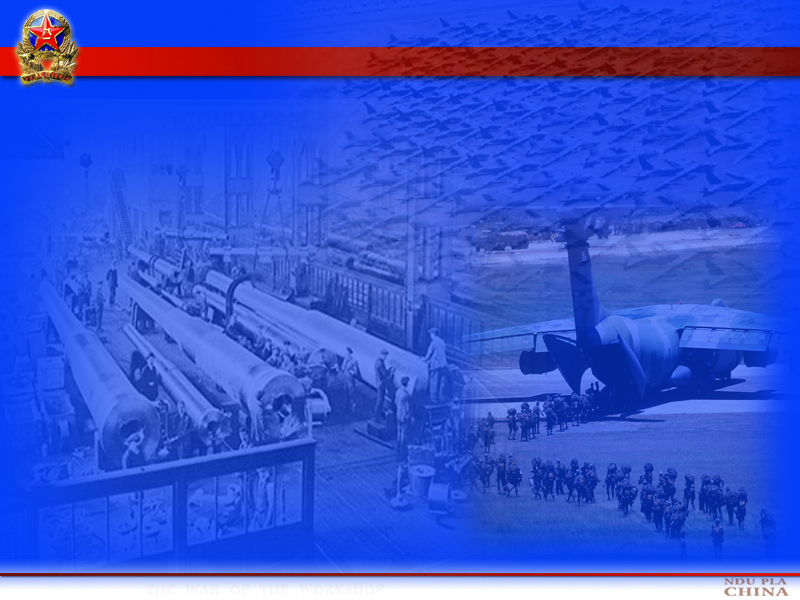 THE WAR OF THE WORKSHOP.
NDU PLA
CHINA